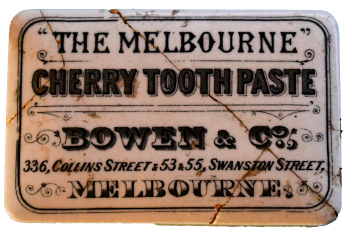 "THE MELBOURNE"
CHERRY TOOTH PASTE
BOWEN & Co.
336, COLLINS STREET & 53 & 55, SWANSTON STREET,
MELBOURNE.